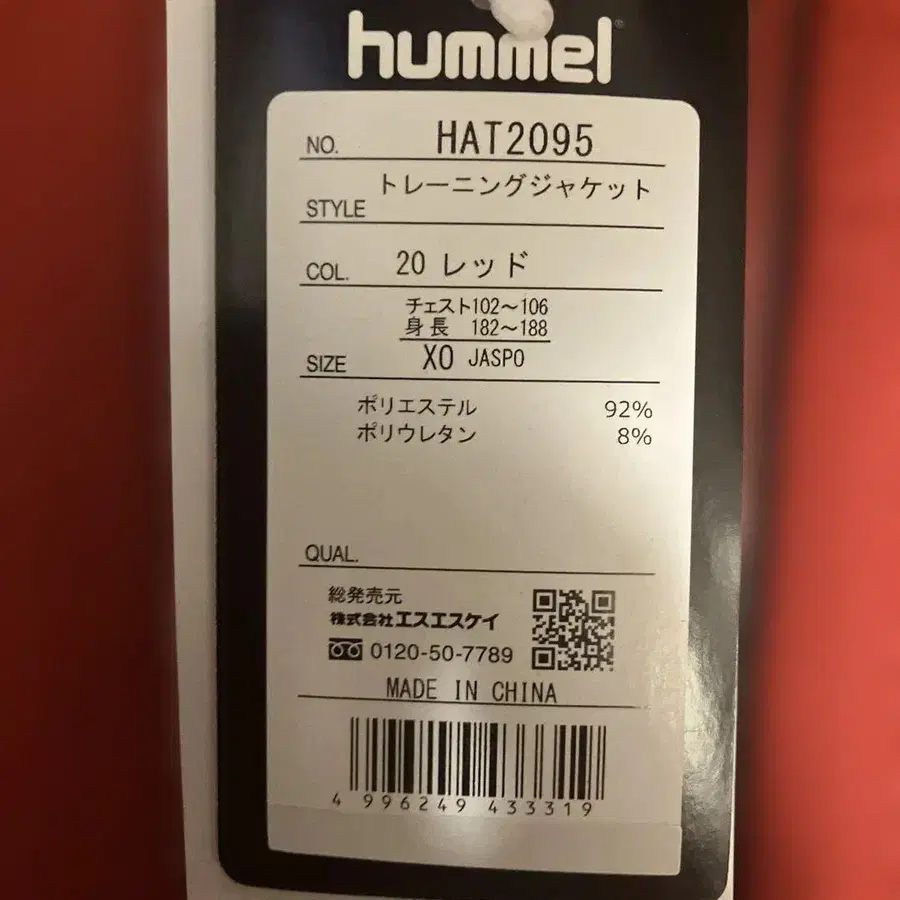 hummel
NO. HAT2095
トレーニングジャケット
STYLE
COL. 20 レッド
チェスト102～106
身長 182～188
SIZE XO JASPO
ポリエステル 92%
ポリウレタン 8%
QUAL.
総発売元
株式会社エスエスケイ
0120-50-7789
MADE IN CHINA
4 996249 433319